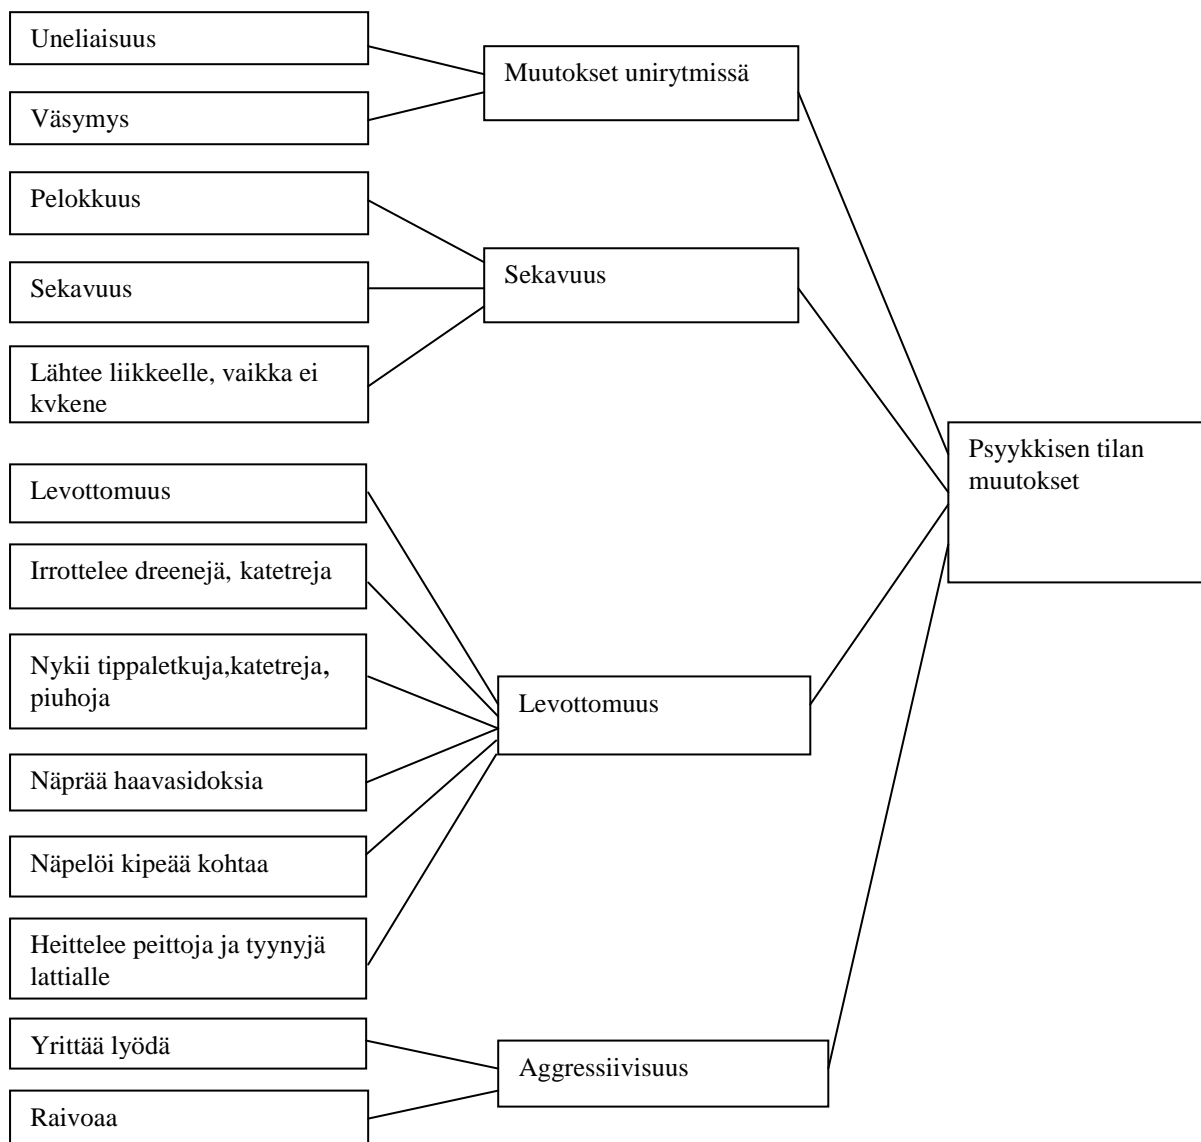 Uneliaisuus
Muutokset unirytmissä
Väsymys
Pelokkuus
Sekavuus
Sekavuus
Lähtee liikkeelle, vaikka ei
kykene
Psyykkisen tilan
muutokset
Levottomuus
Irrottelee dreenejä, katetreja
Nykii tippaletkuja,katetreja,
piuhoja
Levottomuus
Näprää haavasidoksia
Näpelöi kipeää kohtaa
Heittelee peittoja ja tyynyjä
lattialle
Yrittää lyödä
Aggressiivisuus
Raivoaa